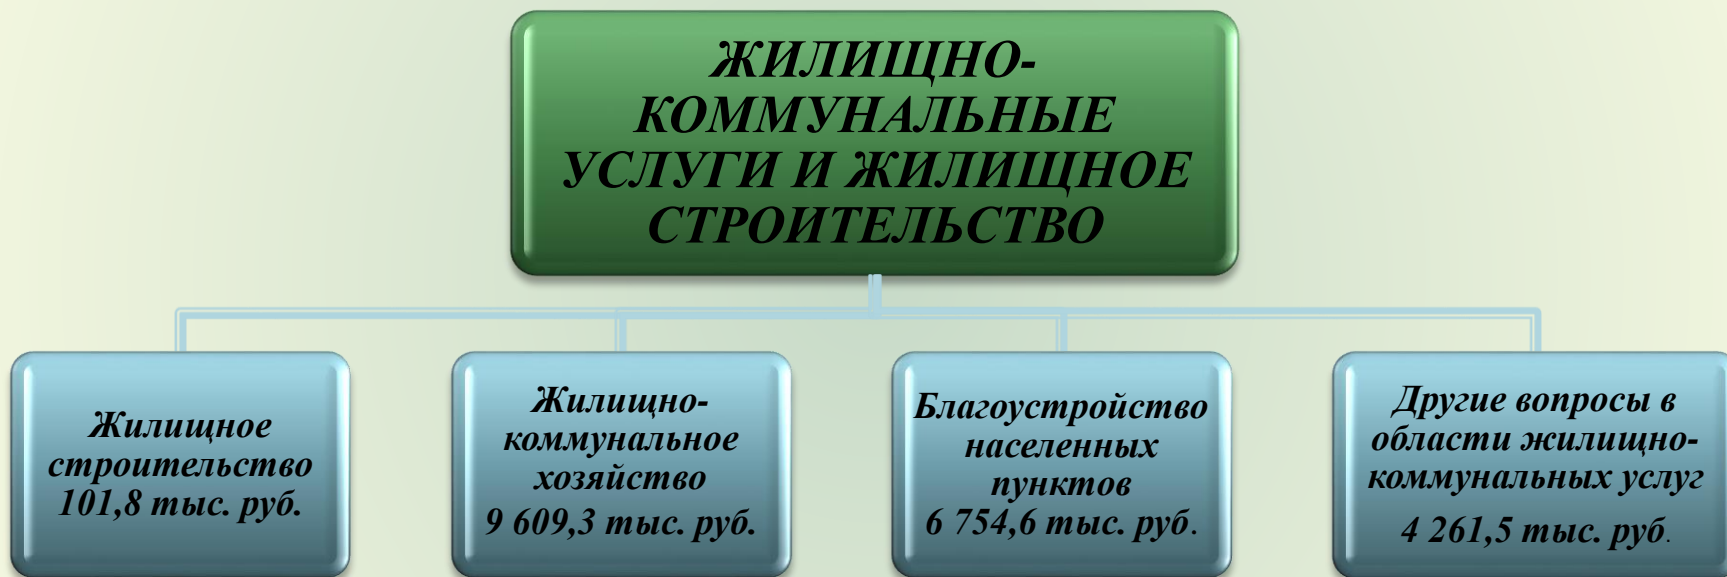 ЖИЛИЩНО-
КОММУНАЛЬНЫЕ
УСЛУГИ И ЖИЛИЩНОЕ
СТРОИТЕЛЬСТВО
Жилищное
строительство
101,8 тыс. руб.
Жилищно-
коммунальное
хозяйство
9 609,3 тыс. руб.
Благоустройство
населенных
пунктов
6 754,6 тыс. руб.
Другие вопросы в
области жилищно-
коммунальных услуг
4 261,5 тыс. руб.